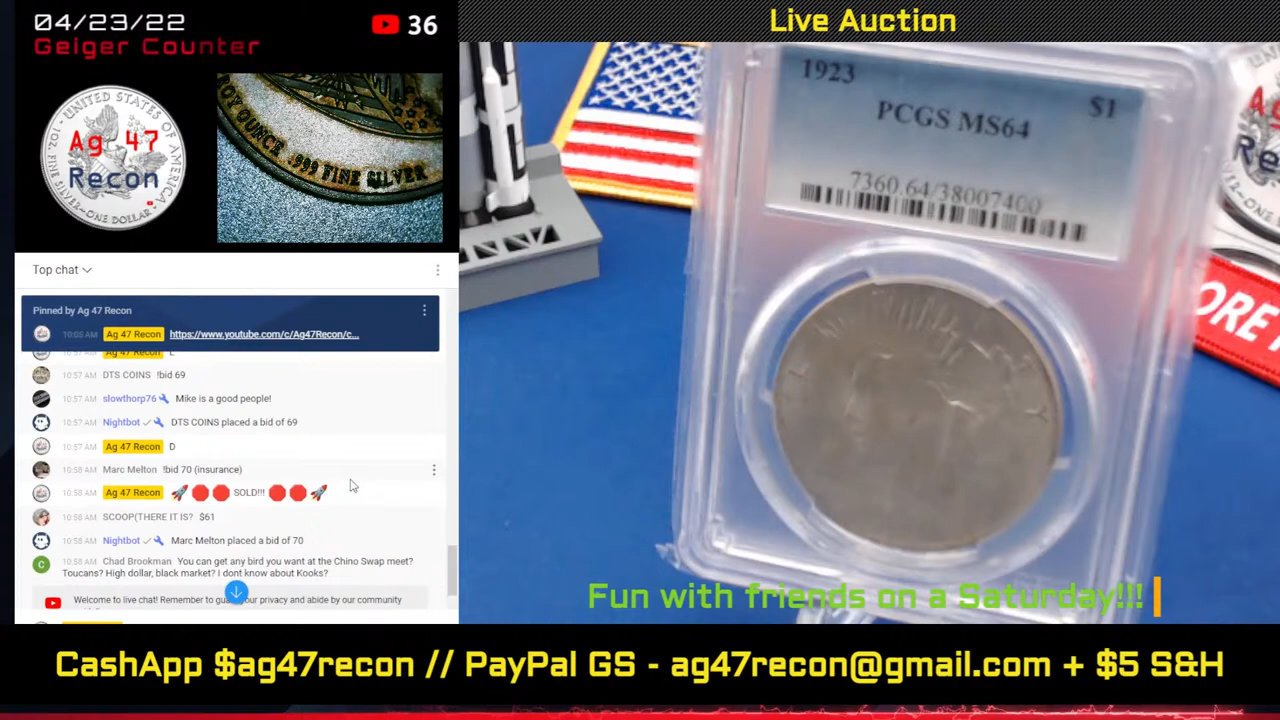 04/23/22
Geiger Counter
36
Live Auction
UNITED STATES OF AMERICA
Ag 47
Recon
1 OZ. FINE SILVER~ONE DOLLAR
OY OUNCE .999 FINE SILVER
1923
$1
PCGS MS64
7360.64/38007400
ORE
Top chat
Pinned by Ag 47 Recon
10:05 AM Ag 47 Recon https://www.youtube.com/c/Ag47Recon/c...
Ag 47 Recon
10:57 AM DTS COINS !bid 69
10:57 AM slowthorp76 Mike is a good people!
10:57 AM Nightbot DTS COINS placed a bid of 69
10:57 AM Ag 47 Recon D
10:58 AM Marc Melton !bid 70 (insurance)
10:58 AM Ag 47 Recon SOLD!!!
10:58 AM SCOOP(THERE IT IS? $61
10:58 AM Nightbot Marc Melton placed a bid of 70
10:58 AM Chad Brookman You can get any bird you want at the Chino Swap meet?
Toucans? High dollar, black market? I dont know about Kooks?
Welcome to live chat! Remember to privacy and abide by our community
Fun with friends on a Saturday!!!
CashApp $ag47recon // PayPal GS - ag47recon@gmail.com + $5 S&H